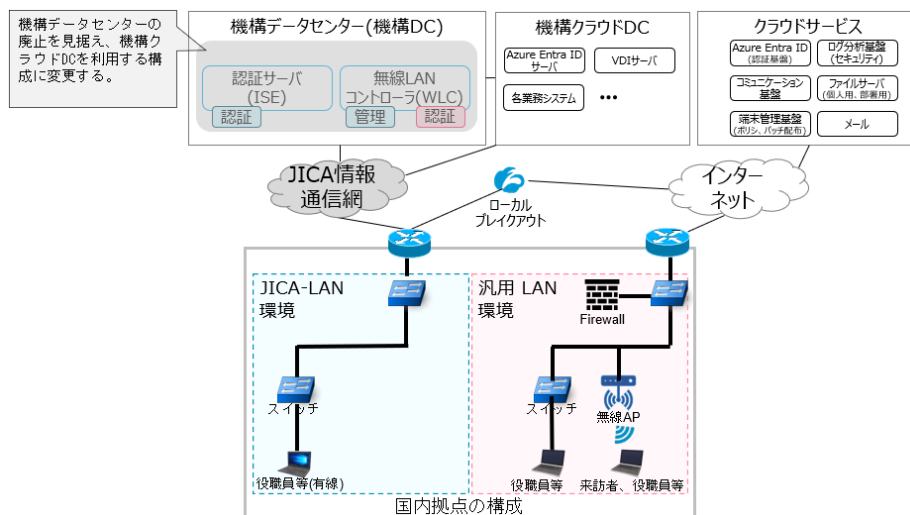 機構データセンターの
廃止を見据え、機構ク
ラウドDCを利用する構
成に変更する。
機構データセンター(機構DC)
認証サーバ
(ISE)
認証
無線LAN
コントローラ(WLC)
管理
認証
機構クラウドDC
Azure Entra ID
サーバ
VDIサーバ
各業務システム
•••
クラウドサービス
Azure Entra ID
(認証基盤)
ログ分析基盤
(セキュリティ)
コミュニケーション
基盤
ファイルサーバ
(個人用、部署用)
端末管理基盤
(ポリシ、パッチ配布)
メール
JICA情報
通信網
ローカル
ブレイクアウト
インター
ネット
JICA-LAN
環境
スイッチ
役職員等(有線)
汎用 LAN
環境
Firewall
スイッチ
無線AP
役職員等
来訪者、役職員等
国内拠点の構成